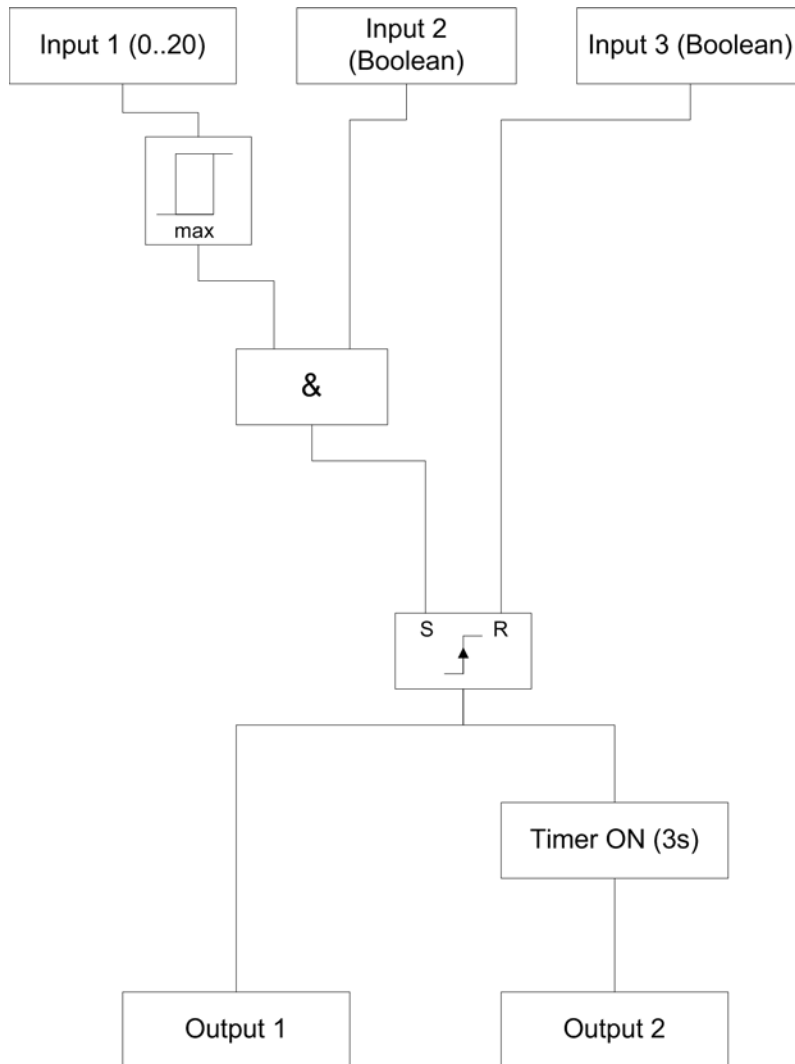 Input 1 (0..20)
Input 2
(Boolean)
Input 3 (Boolean)
max
&
S
R
Timer ON (3s)
Output 1
Output 2